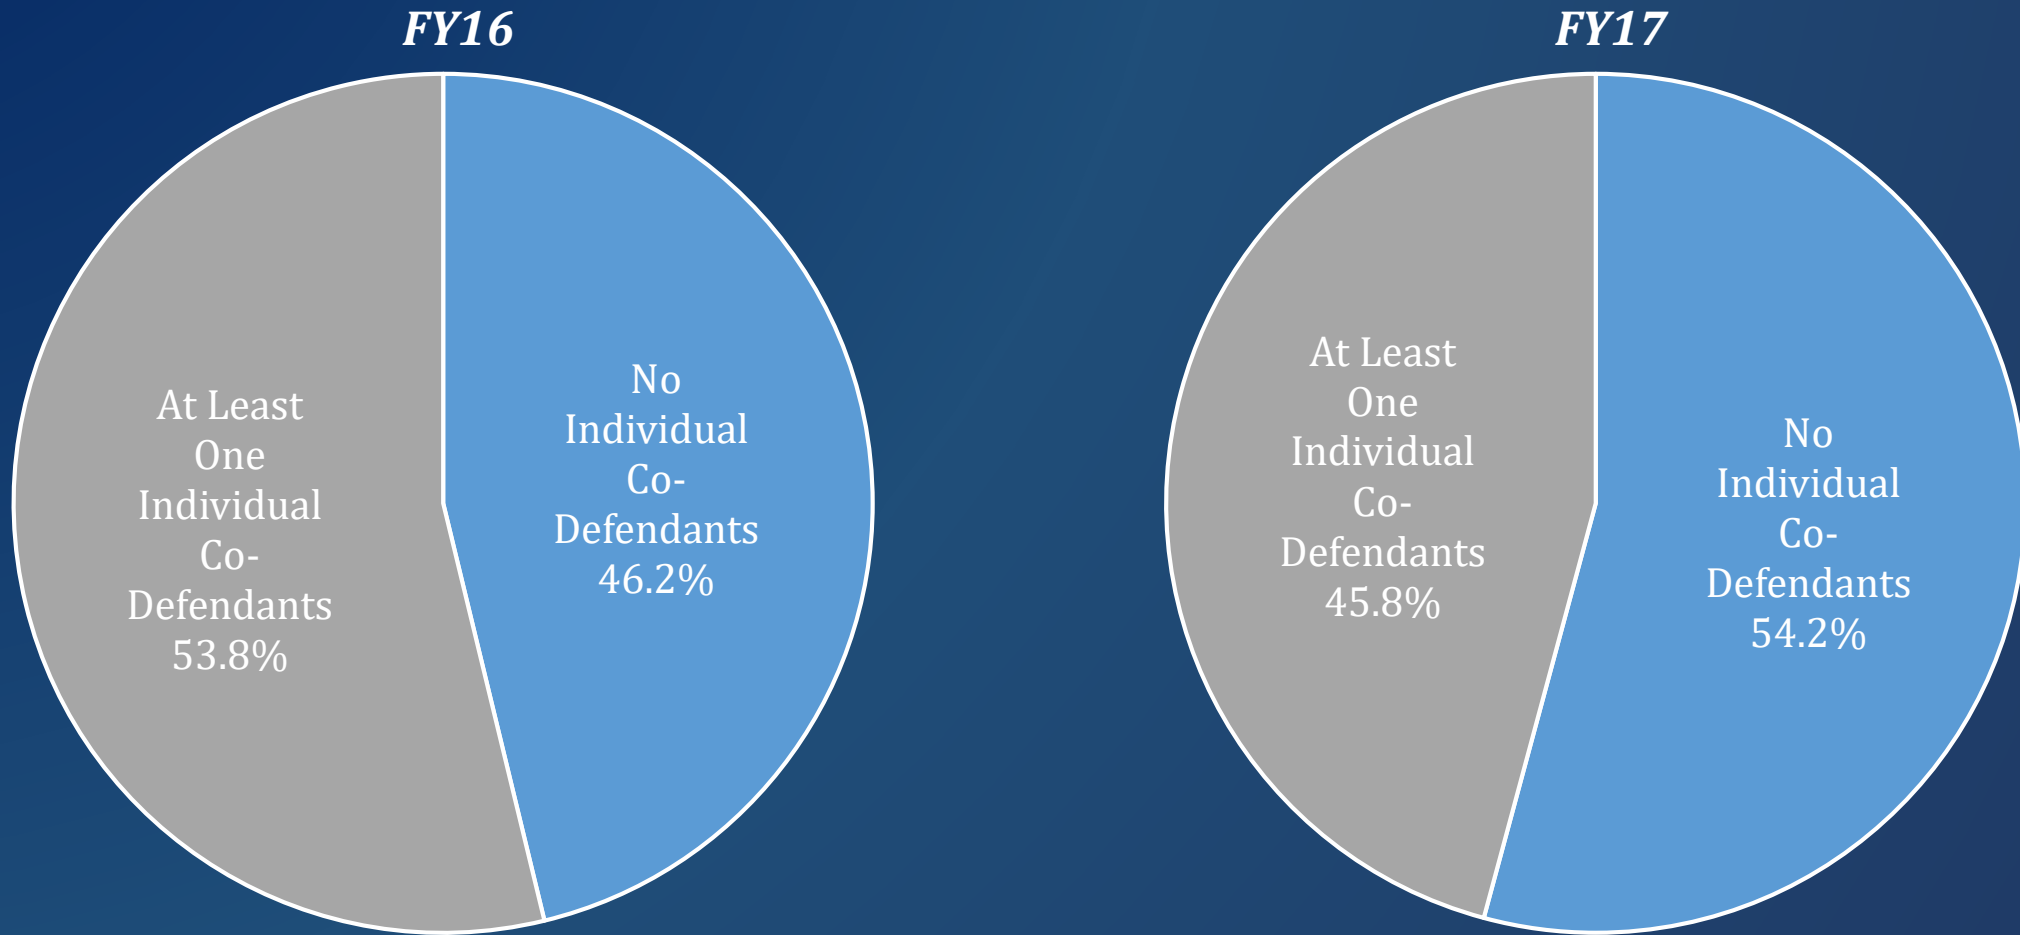 FY16
At Least
One
Individual
Co-
Defendants
53.8%
No
Individual
Co-
Defendants
46.2%
FY17
At Least
One
Individual
Co-
Defendants
45.8%
No
Individual
Co-
Defendants
54.2%